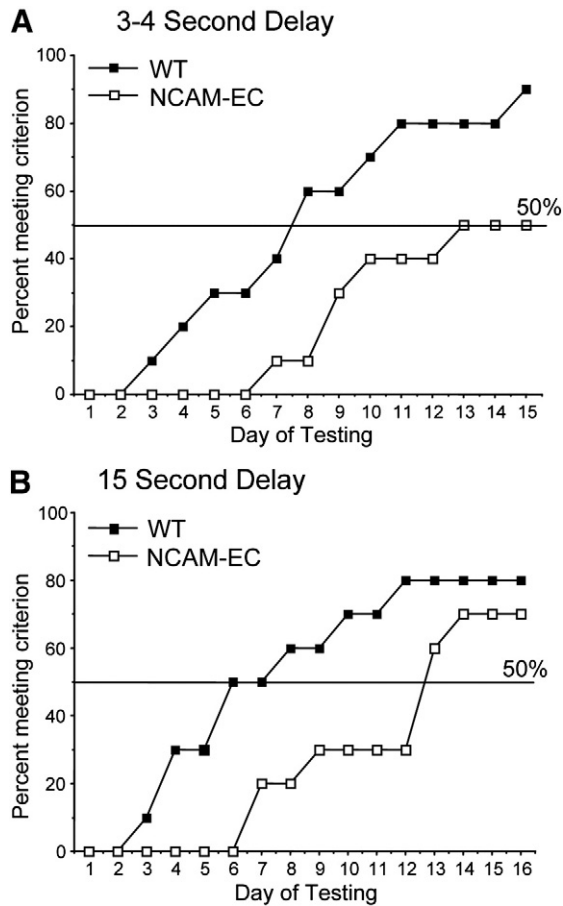 A
3-4 Second Delay
Percent meeting criterion
100
80
60
40
20
0
WT
NCAM-EC
50%
1 2 3 4 5 6 7 8 9 10 11 12 13 14 15
Day of Testing
B
15 Second Delay
Percent meeting criterion
100
80
60
40
20
0
WT
NCAM-EC
50%
1 2 3 4 5 6 7 8 9 10 11 12 13 14 15 16
Day of Testing